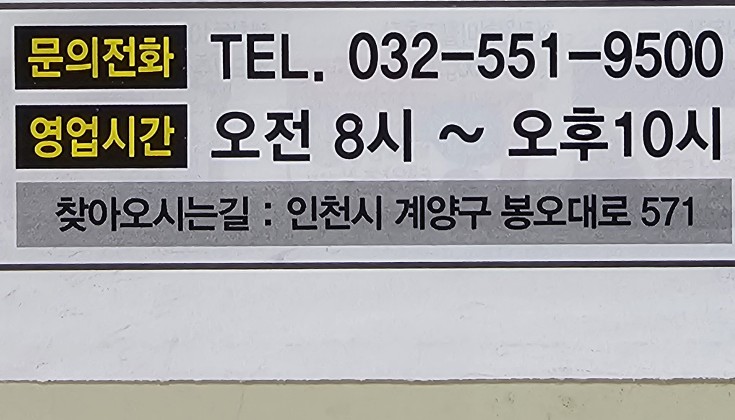 문의전화 TEL. 032-551-9500
영업시간 오전 8시 ~ 오후10시
찾아오시는길 : 인천시 계양구 봉오대로 571